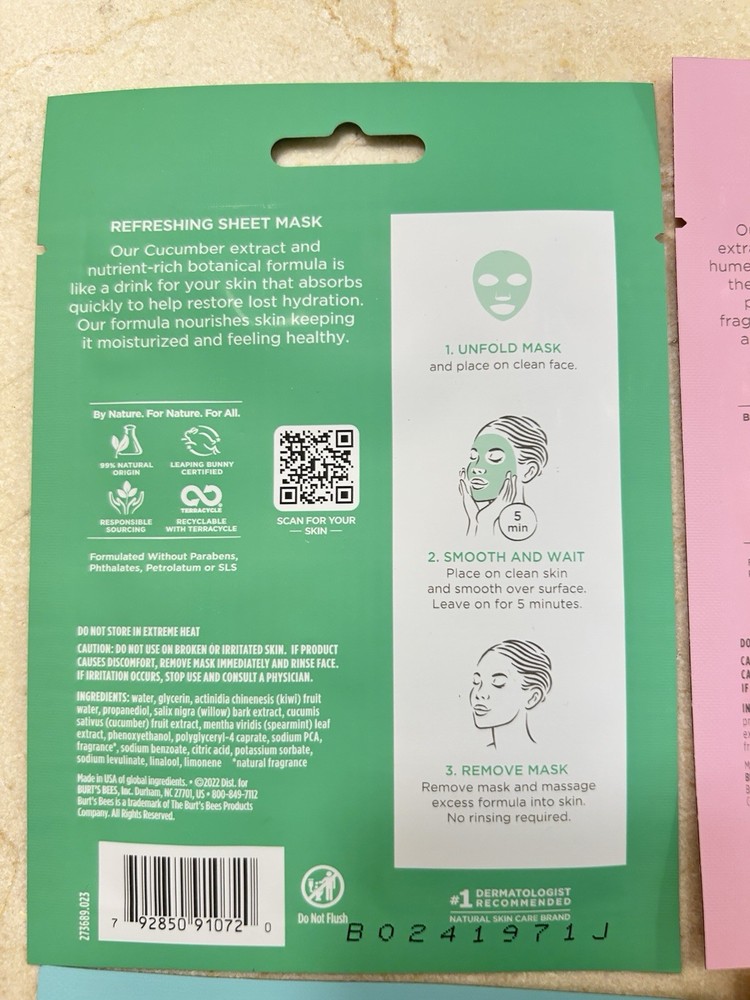 REFRESHING SHEET MASK
Our Cucumber extract and
nutrient-rich botanical formula is
like a drink for your skin that absorbs
quickly to help restore lost hydration.
Our formula nourishes skin keeping
it moisturized and feeling healthy.
By Nature. For Nature. For All.
99% NATURAL
ORIGIN
LEAPING BUNNY
CERTIFIED
RESPONSIBLE
SOURCING
TERRACYCLE
RECYCLABLE
WITH TERRACYCLE
SCAN FOR YOUR
SKIN
Formulated Without Parabens,
Phthalates, Petrolatum or SLS
DO NOT STORE IN EXTREME HEAT
CAUTION: DO NOT USE ON BROKEN OR IRRITATED SKIN. IF PRODUCT
CAUSES DISCOMFORT, REMOVE MASK IMMEDIATELY AND RINSE FACE.
IF IRRITATION OCCURS, STOP USE AND CONSULT A PHYSICIAN.
INGREDIENTS: water, glycerin, actinidia chinenesis (kiwi) fruit
water, propanediol, salix nigra (willow) bark extract, cucumis
sativus (cucumber) fruit extract, mentha viridis (spearmint) leaf
extract, phenoxyethanol, polyglyceryl-4 caprate, sodium PCA,
fragrance*, sodium benzoate, citric acid, potassium sorbate,
sodium levulinate, linalool, limonene *natural fragrance
Made in USA of global ingredients. • ©2022 Dist. for
BURT'S BEES, Inc. Durham, NC 27701, US • 800-849-7112
Burt's Bees is a trademark of The Burt's Bees Products
Company. All Rights Reserved.
273689.023
7 92850 91072 0
Do Not Flush
1. UNFOLD MASK
and place on clean face.
5
min
2. SMOOTH AND WAIT
Place on clean skin
and smooth over surface.
Leave on for 5 minutes.
3. REMOVE MASK
Remove mask and massage
excess formula into skin.
No rinsing required.
#1 DERMATOLOGIST
RECOMMENDED
NATURAL SKIN CARE BRAND
B0241971J